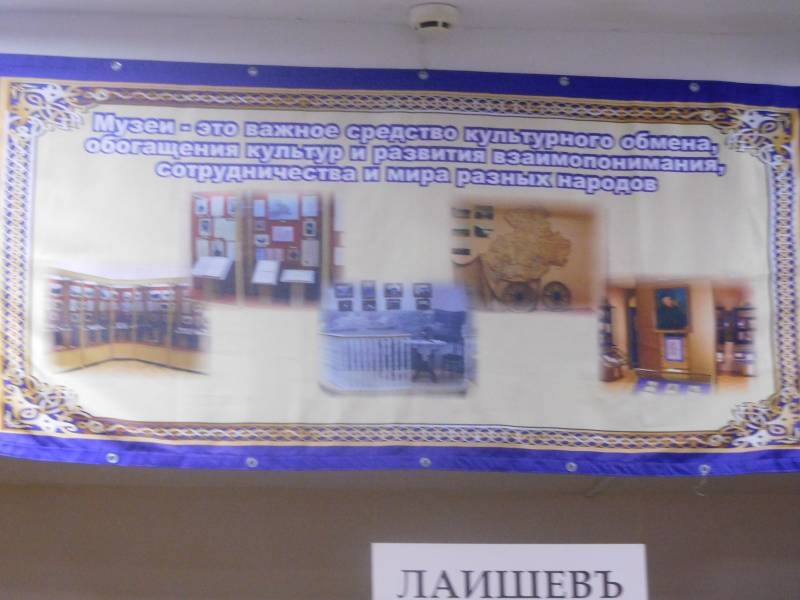 Музеи - это важное средство культурного обмена,
обогащения культур и развития взаимопонимания,
сотрудничества и мира разных народов
ЛАИШЕВЪ